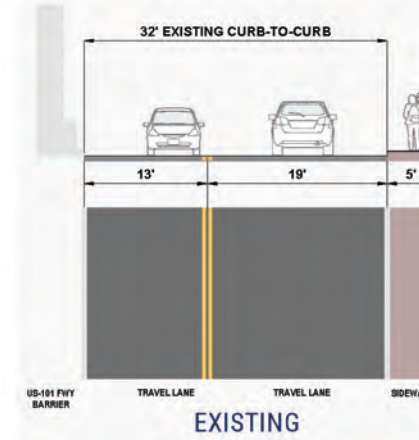 32' EXISTING CURB-TO-CURB
13' 19' 5'
US-101 FWY
BARRIER
TRAVEL LANE TRAVEL LANE
EXISTING